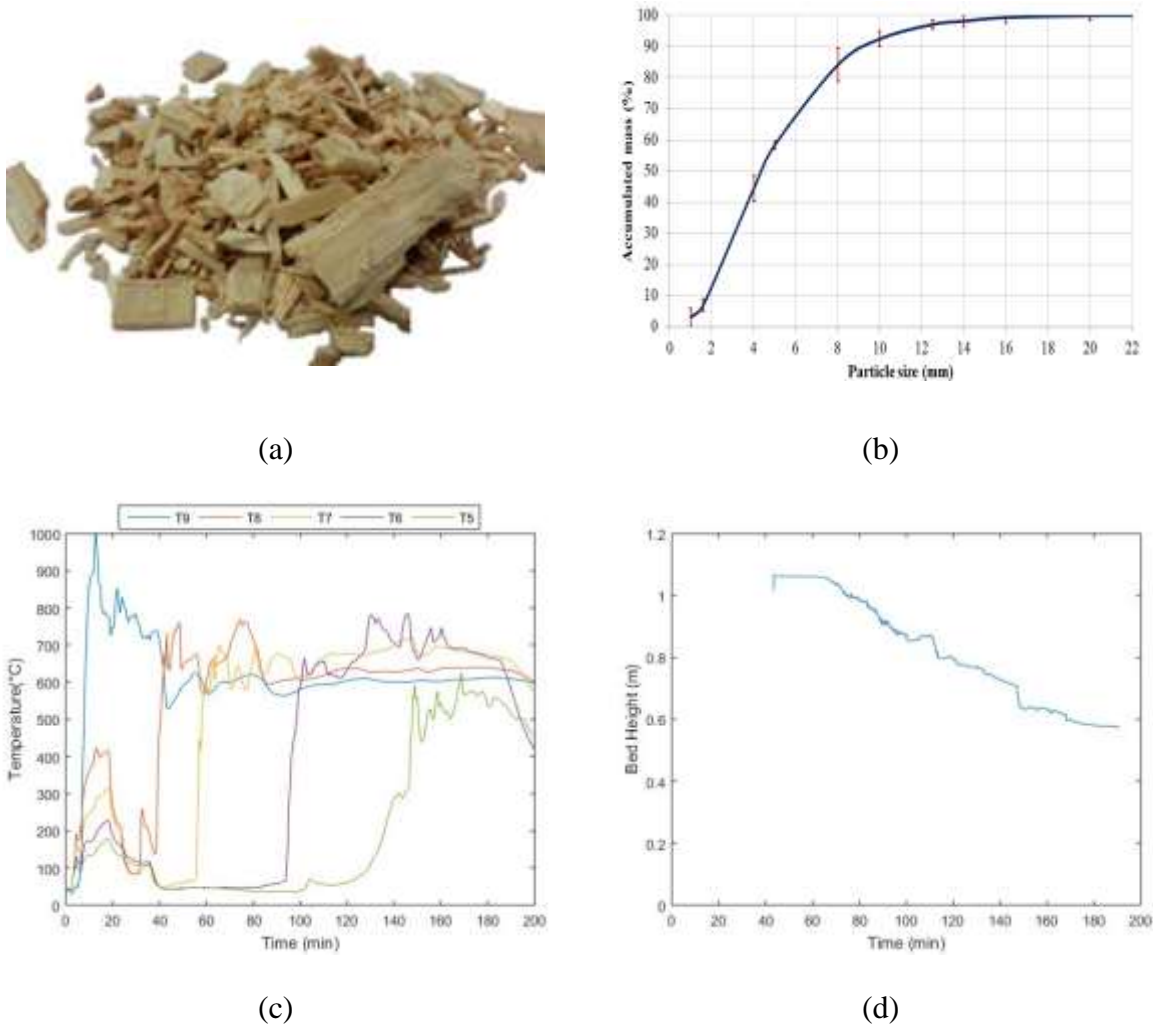 100
90
80
70
60
50
40
30
20
10
0
Accumulated mass (%)
0 2 4 6 8 10 12 14 16 18 20 22
Particle size (mm)
(a)
(b)
T9 T8 T7 T6 T5
1000
900
800
700
600
500
400
300
200
100
0
Temperature(°C)
0 20 40 60 80 100 120 140 160 180 200
Time (min)
1.2
1
0.8
0.6
0.4
0.2
0
Bed Height (m)
0 20 40 60 80 100 120 140 160 180 200
Time (min)
(c)
(d)